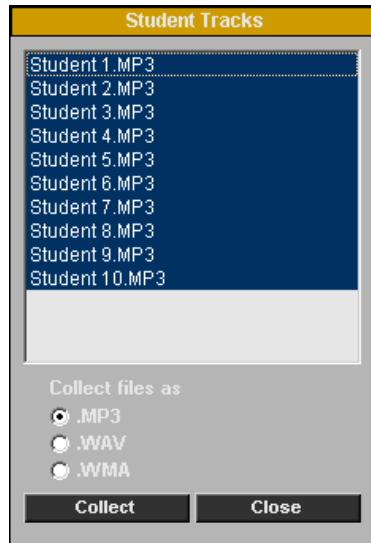 Student Tracks
Student 1.MP3
Student 2.MP3
Student 3.MP3
Student 4.MP3
Student 5.MP3
Student 6.MP3
Student 7.MP3
Student 8.MP3
Student 9.MP3
Student 10.MP3
Collect files as
.MP3
.WAV
.WMA
Collect Close